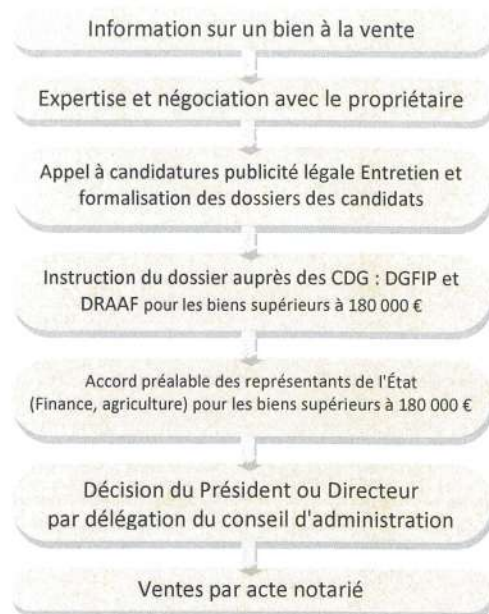 Information sur un bien à la vente
Expertise et négociation avec le propriétaire
Appel à candidatures publicité légale Entretien et
formalisation des dossiers des candidats
Instruction du dossier auprès des CDG : DGFIP et
DRAAF pour les biens supérieurs à 180 000 €
Accord préalable des représentants de l'État
(Finance, agriculture) pour les biens supérieurs à 180 000 €
Décision du Président ou Directeur
par délégation du conseil d'administration
Ventes par acte notarié